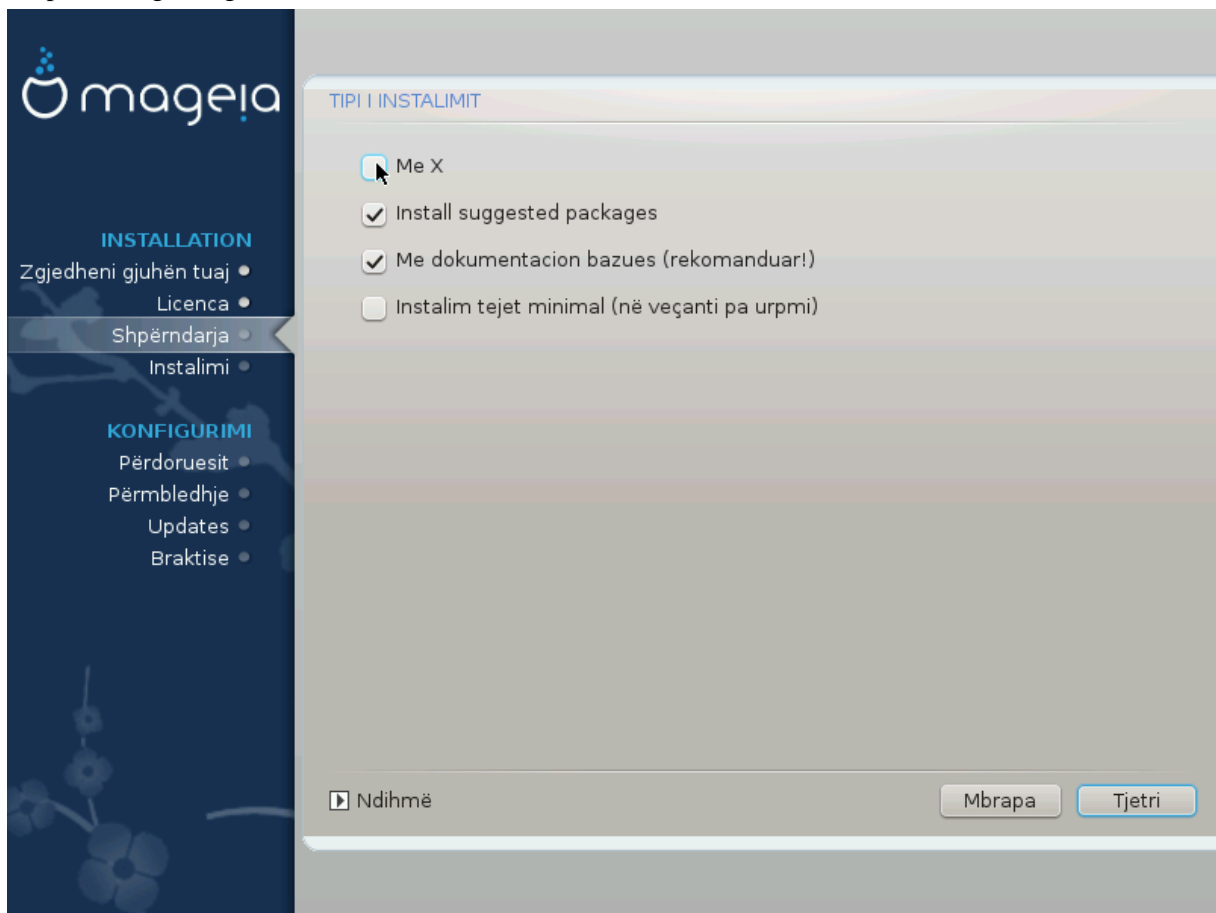 mageia
TIPI I INSTALIMIT
Me X
Install suggested packages
Me dokumentacion bazues (rekomanduar!)
Instalim tejet minimal (në veçanti pa urpmi)
INSTALLATION
Zgjedheni gjuhën tuaj
Licenca
Shpërndarja
Instalimi
KONFIGURIMI
Përdoruesit
Përmbledhje
Updates
Braktise
Ndihmë
Mbrapa
Tjetri